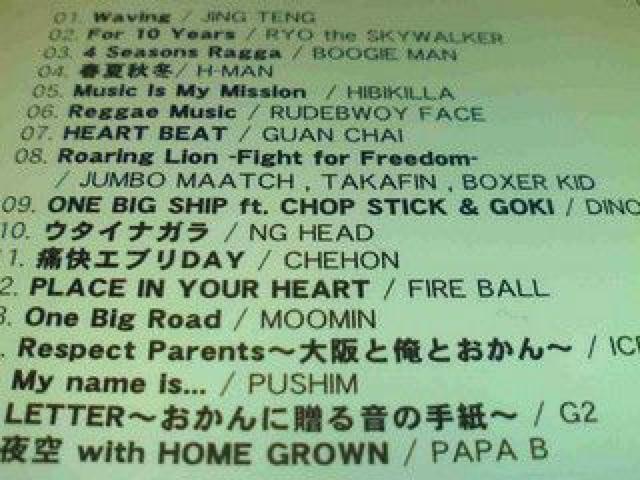 01. Waving / JING TENG
02. For 10 Years / RYO the SKYWALKER
03. 4 Seasons Ragga / BOOGIE MAN
04. 春夏秋冬 / H-MAN
05. Music Is My Mission / HIBIKILLA
06. Reggae Music / RUDEBWOY FACE
07. HEART BEAT / GUAN CHAI
08. Roaring Lion -Fight for Freedom-
/ JUMBO MAATCH , TAKAFIN , BOXER KID
09. ONE BIG SHIP ft. CHOP STICK & GOKI / DINO
10. ウタイナガラ / NG HEAD
1. 痛快エブリDAY / CHEHON
2. PLACE IN YOUR HEART / FIRE BALL
3. One Big Road / MOOMIN
. Respect Parents～大阪と俺とおかん～ / ICE
My name is... / PUSHIM
LETTER～おかんに贈る音の手紙～ / G2
夜空 with HOME GROWN / PAPA B